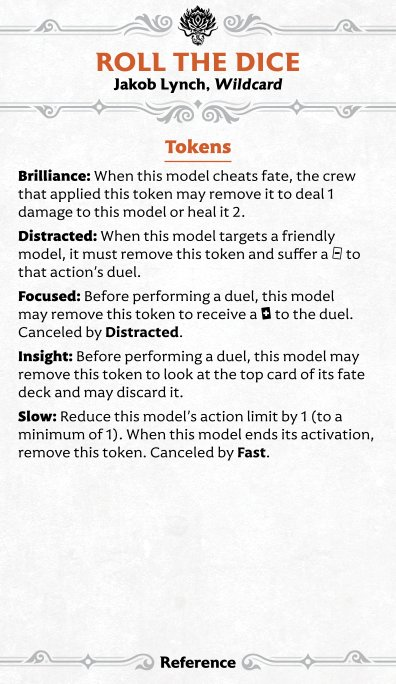 ROLL THE DICE
Jakob Lynch, Wildcard
Tokens
Brilliance: When this model cheats fate, the crew
that applied this token may remove it to deal 1
damage to this model or heal it 2.
Distracted: When this model targets a friendly
model, it must remove this token and suffer a to
that action's duel.
Focused: Before performing a duel, this model
may remove this token to receive a to the duel.
Canceled by Distracted.
Insight: Before performing a duel, this model may
remove this token to look at the top card of its fate
deck and may discard it.
Slow: Reduce this model's action limit by 1 (to a
minimum of 1). When this model ends its activation,
remove this token. Canceled by Fast.
Reference